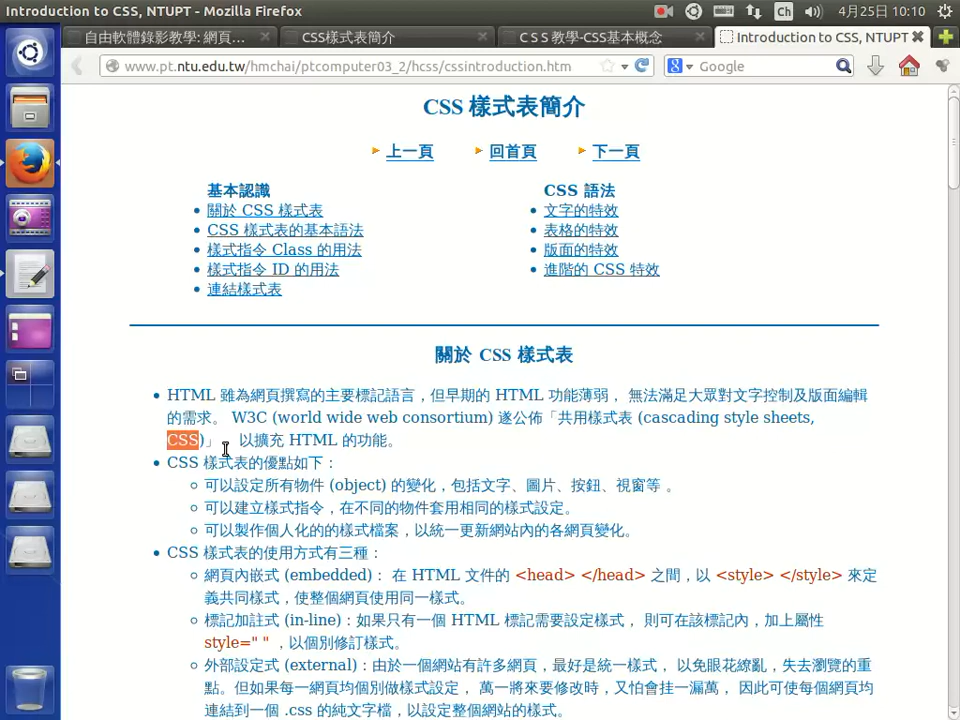 Introduction to CSS, NTUPT - Mozilla Firefox
Ch
4月25日 10:10
自由軟體錄影教學: 網頁...
CSS樣式表簡介
C S S 教學-CSS基本概念
Introduction to CSS, NTUPT
www.pt.ntu.edu.tw/hmchai/ptcomputer03_2/hcss/cssintroduction.htm
Google
CSS 樣式表簡介
上一頁
回首頁
下一頁
基本認識
CSS 語法
關於 CSS 樣式表
文字的特效
CSS 樣式表的基本語法
表格的特效
樣式指令 Class 的用法
版面的特效
樣式指令 ID 的用法
進階的 CSS 特效
連結樣式表
關於 CSS 樣式表
HTML 雖為網頁撰寫的主要標記語言，但早期的 HTML 功能薄弱， 無法滿足大眾對文字控制及版面編輯
的需求。 W3C (world wide web consortium) 遂公佈「共用樣式表 (cascading style sheets,
CSS)」， 以擴充 HTML 的功能。
CSS 樣式表的優點如下：
可以設定所有物件 (object) 的變化，包括文字、圖片、按鈕、視窗等 。
可以建立樣式指令，在不同的物件套用相同的樣式設定。
可以製作個人化的的樣式檔案，以統一更新網站內的各網頁變化。
CSS 樣式表的使用方式有三種：
網頁內嵌式 (embedded)： 在 HTML 文件的 <head> </head> 之間，以 <style> </style> 來定
義共同樣式，使整個網頁使用同一樣式。
標記加註式 (in-line)：如果只有一個 HTML 標記需要設定樣式， 則可在該標記內，加上屬性
style=" " ，以個別修訂樣式。
外部設定式 (external)：由於一個網站有許多網頁，最好是統一樣式， 以免眼花繚亂，失去瀏覽的重
點。但如果每一網頁均個別做樣式設定， 萬一將來要修改時，又怕會挂一漏萬， 因此可使每個網頁均
連結到一個 .css 的純文字檔，以設定整個網站的樣式。